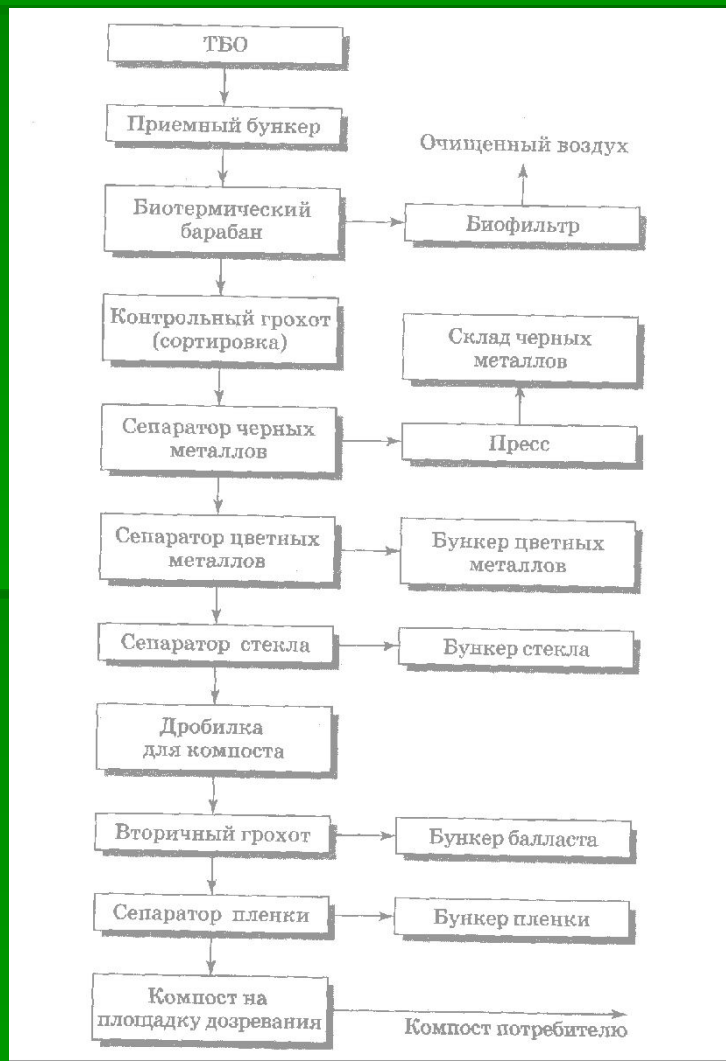 ТБО
Приемный бункер
Очищенный воздух
Биотермический
барабан
Биофильтр
Контрольный грохот
(сортировка)
Склад черных
металлов
Сепаратор черных
металлов
Пресс
Сепаратор цветных
металлов
Бункер цветных
металлов
Сепаратор стекла
Бункер стекла
Дробилка
для компоста
Вторичный грохот
Бункер балласта
Сепаратор пленки
Бункер пленки
Компост на
площадку дозревания
Компост потребителю